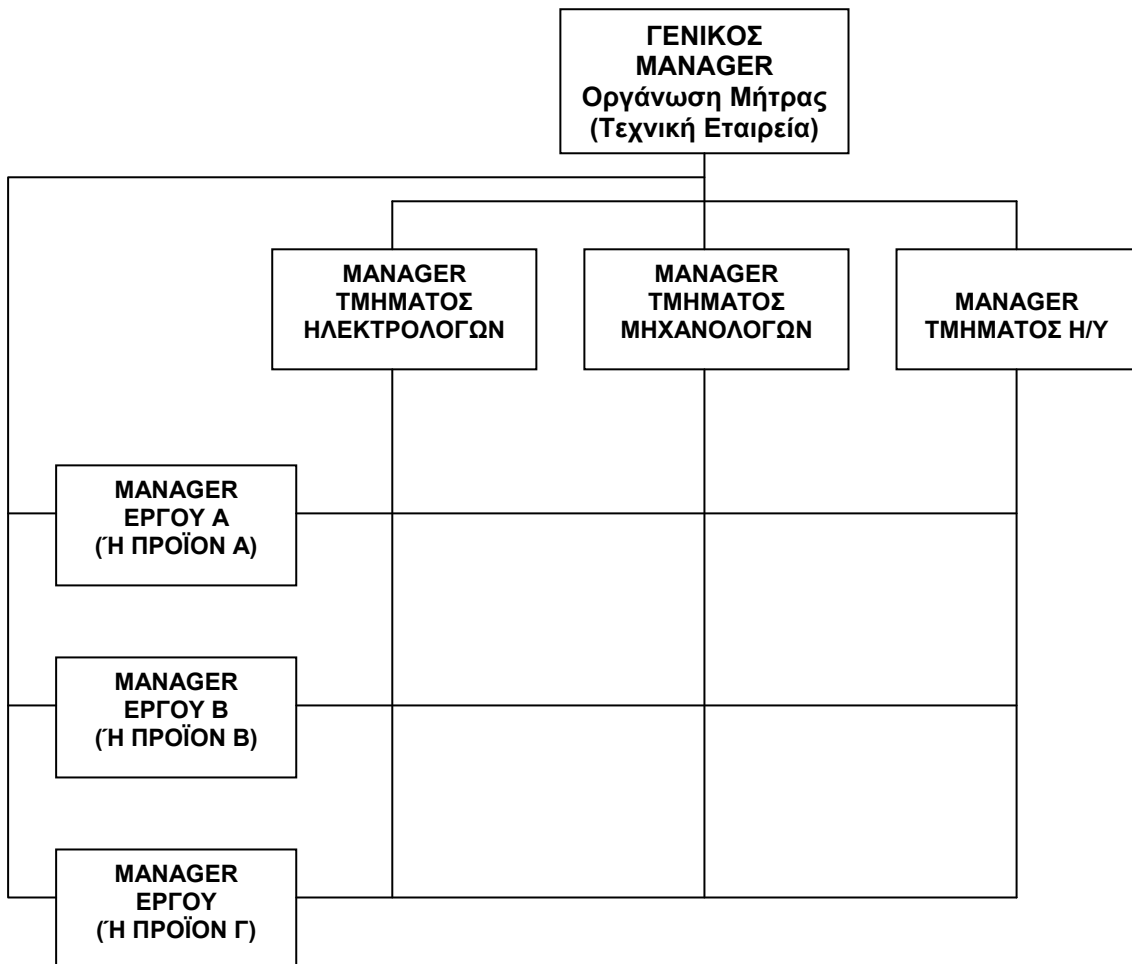 ΓΕΝΙΚΟΣ
MANAGER
Οργάνωση Μήτρας
(Τεχνική Εταιρεία)
MANAGER
ΤΜΗΜΑΤΟΣ
ΗΛΕΚΤΡΟΛΟΓΩΝ
MANAGER
ΤΜΗΜΑΤΟΣ
ΜΗΧΑΝΟΛΟΓΩΝ
MANAGER
ΤΜΗΜΑΤΟΣ Η/Υ
MANAGER
ΕΡΓΟΥ Α
(Ή ΠΡΟΪΟΝ Α)
MANAGER
ΕΡΓΟΥ Β
(Ή ΠΡΟΪΟΝ Β)
MANAGER
ΕΡΓΟΥ
(Ή ΠΡΟΪΟΝ Γ)